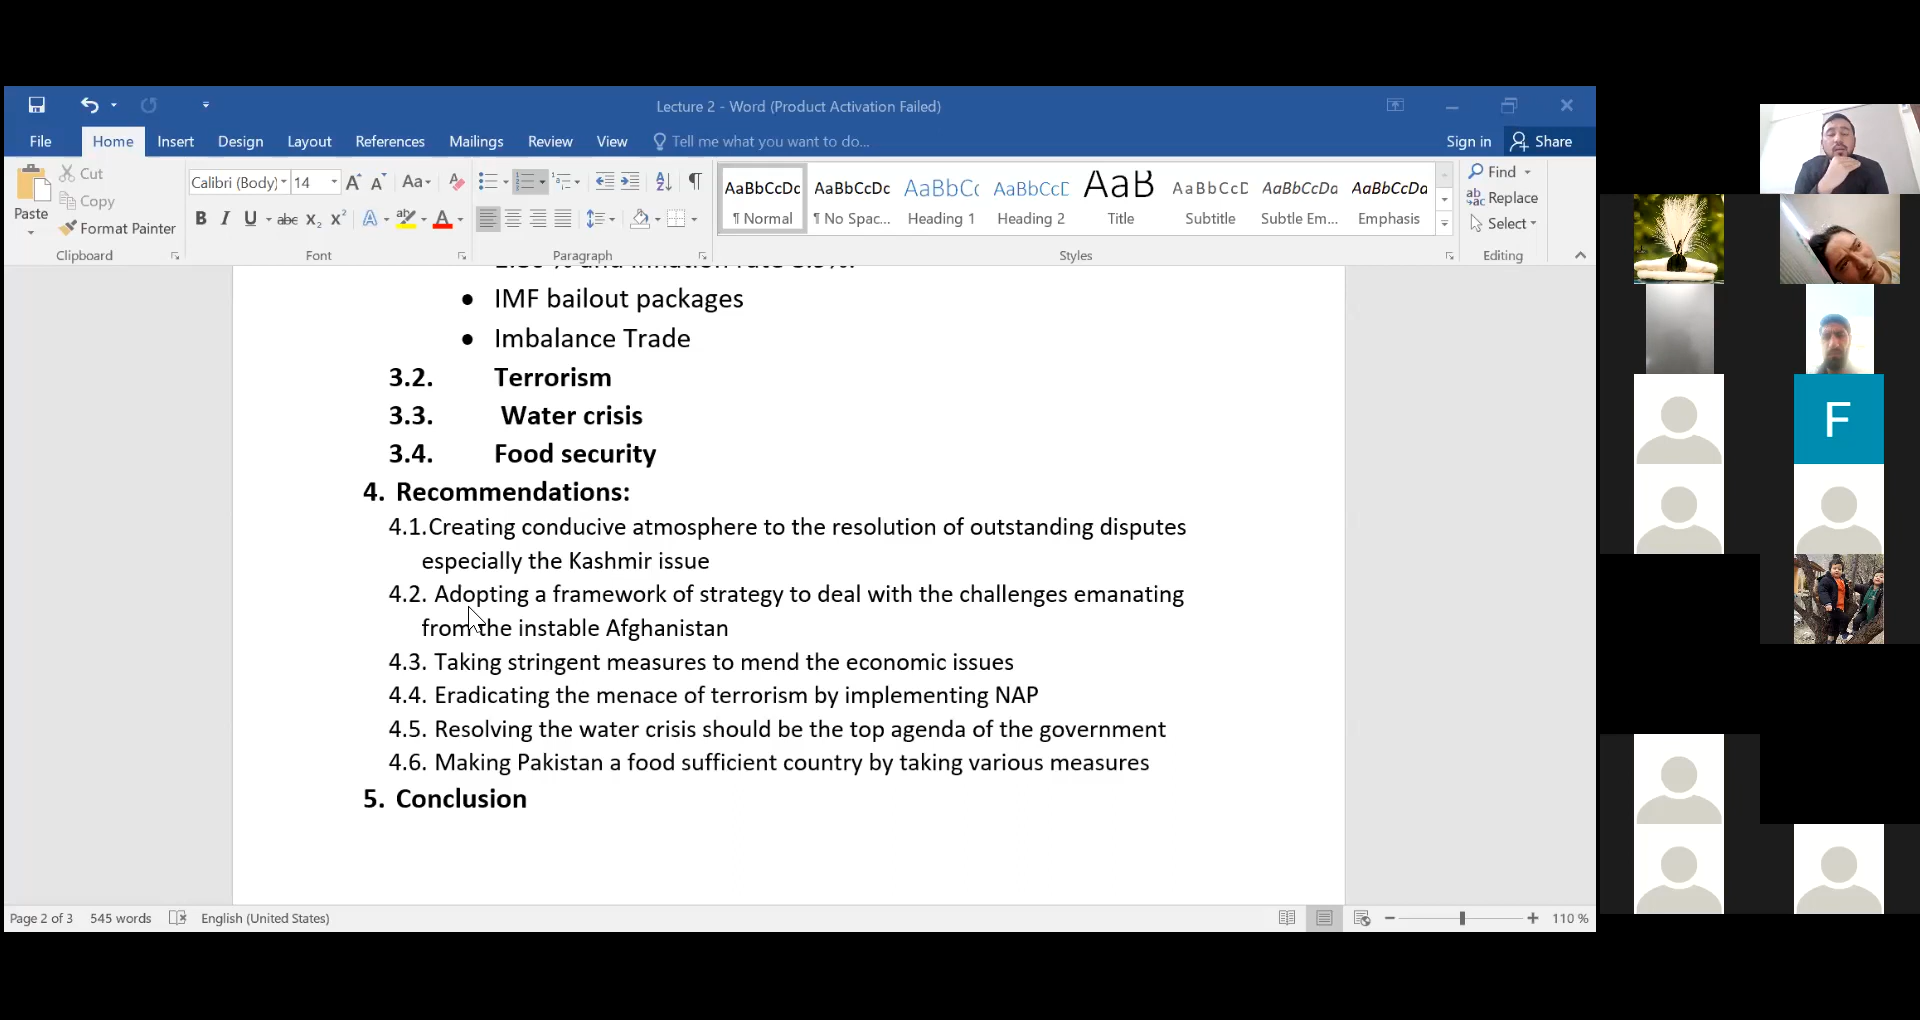 Lecture 2 - Word (Product Activation Failed)
File Home Insert Design Layout References Mailings Review View Tell me what you want to do... Sign in Share
Paste Cut Copy Format Painter
Calibri (Body) 14
AaBbCcDc AaBbCcDc AaBbCc AaBbCcD AaB AaBbCcD AaBbCcDa AaBbCcDa
¶ Normal ¶ No Spac... Heading 1 Heading 2 Title Subtitle Subtle Em... Emphasis
Find Replace Select
Clipboard Font Paragraph Styles Editing
• IMF bailout packages
• Imbalance Trade
3.2. Terrorism
3.3. Water crisis
3.4. Food security
4. Recommendations:
4.1.Creating conducive atmosphere to the resolution of outstanding disputes
especially the Kashmir issue
4.2. Adopting a framework of strategy to deal with the challenges emanating
from the instable Afghanistan
4.3. Taking stringent measures to mend the economic issues
4.4. Eradicating the menace of terrorism by implementing NAP
4.5. Resolving the water crisis should be the top agenda of the government
4.6. Making Pakistan a food sufficient country by taking various measures
5. Conclusion
Page 2 of 3 545 words English (United States) 110 %
F